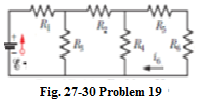 R₁ R₂ R₅
ℰ R₃ R₄ R₆
i₆
Fig. 27-30 Problem 19